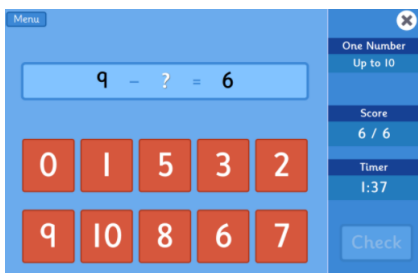 Menu
9 - ? = 6
0 1 5 3 2
9 10 8 6 7
One Number
Up to 10
Score
6 / 6
Timer
1:37
Check